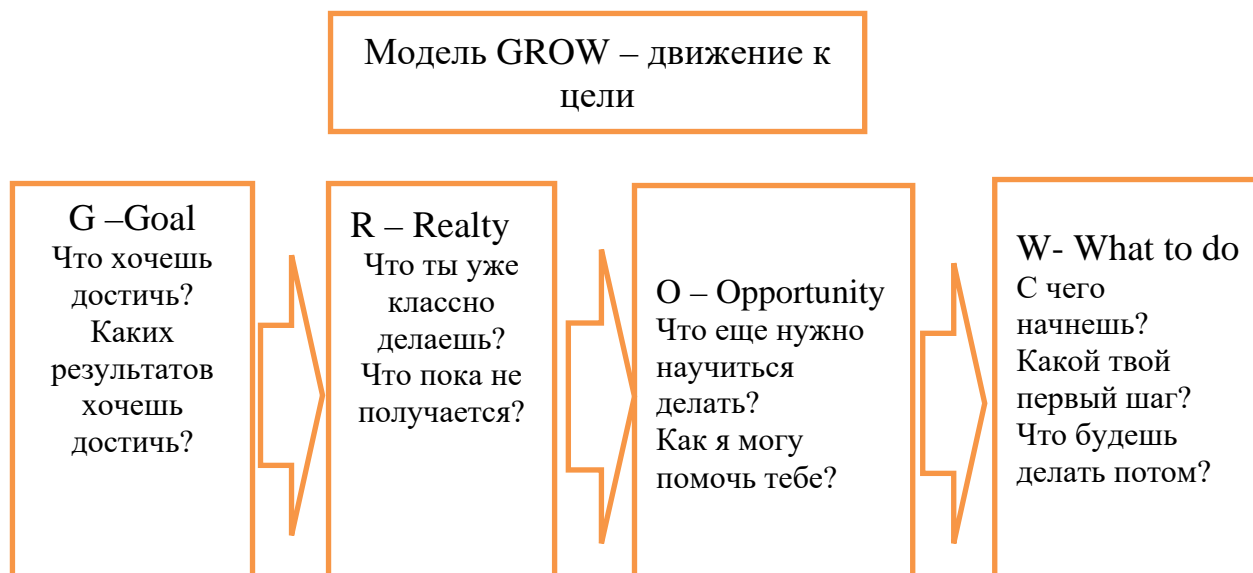 Модель GROW – движение к
цели
G –Goal
Что хочешь
достичь?
Каких
результатов
хочешь
достичь?
R – Realty
Что ты уже
классно
делаешь?
Что пока не
получается?
O – Opportunity
Что еще нужно
научиться
делать?
Как я могу
помочь тебе?
W- What to do
С чего
начнешь?
Какой твой
первый шаг?
Что будешь
делать потом?